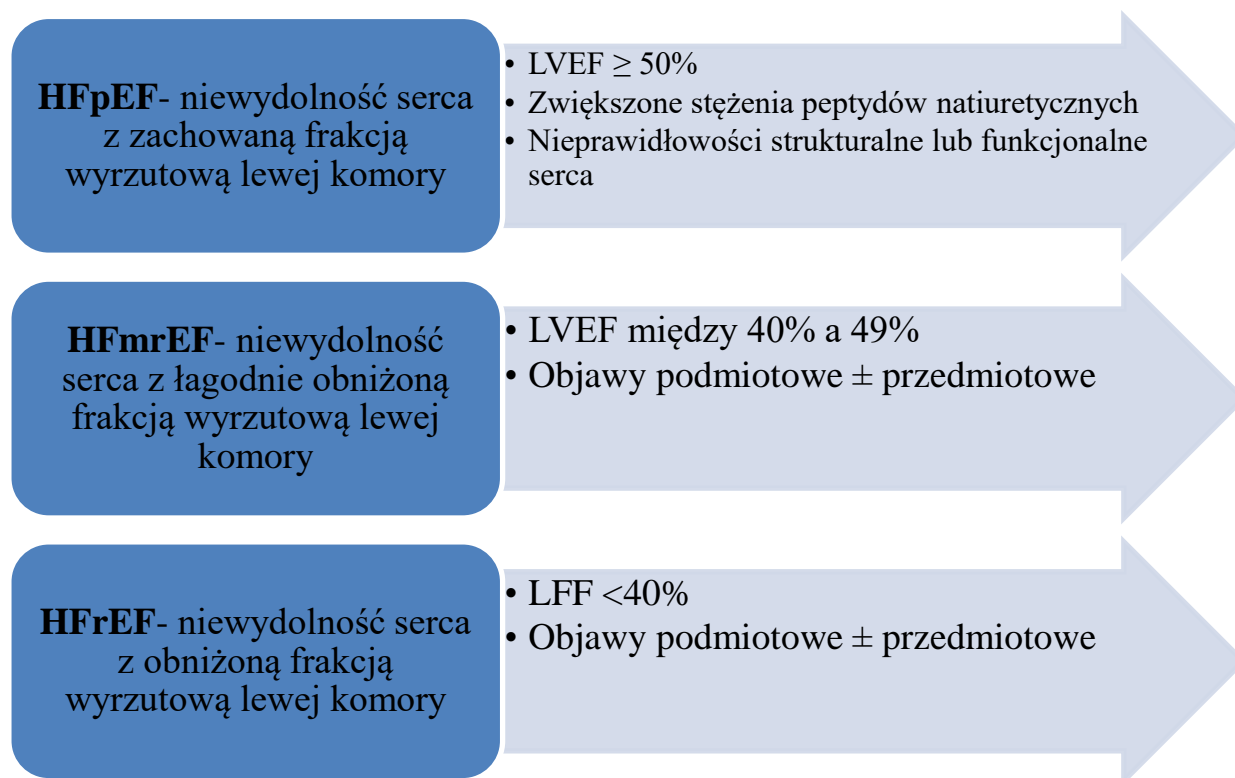 HFpEF- niewydolność serca
z zachowaną frakcją
wyrzutową lewej komory
• LVEF ≥ 50%
• Zwiększone stężenia peptydów natiuretycznych
• Nieprawidłowości strukturalne lub funkcjonalne
serca
HFmrEF- niewydolność
serca z łagodnie obniżoną
frakcją wyrzutową lewej
komory
• LVEF między 40% a 49%
• Objawy podmiotowe ± przedmiotowe
HFrEF- niewydolność serca
z obniżoną frakcją
wyrzutową lewej komory
• LFF <40%
• Objawy podmiotowe ± przedmiotowe